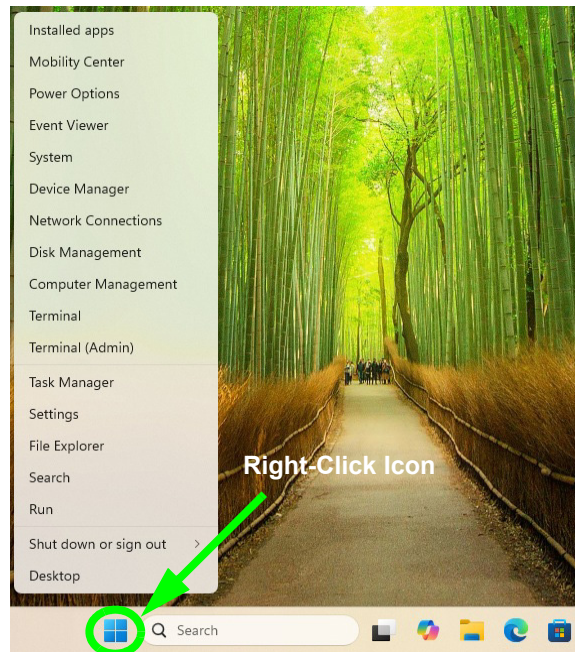 Installed apps
Mobility Center
Power Options
Event Viewer
System
Device Manager
Network Connections
Disk Management
Computer Management
Terminal
Terminal (Admin)
Task Manager
Settings
File Explorer
Search
Run
Shut down or sign out
Desktop
Right-Click Icon
Search